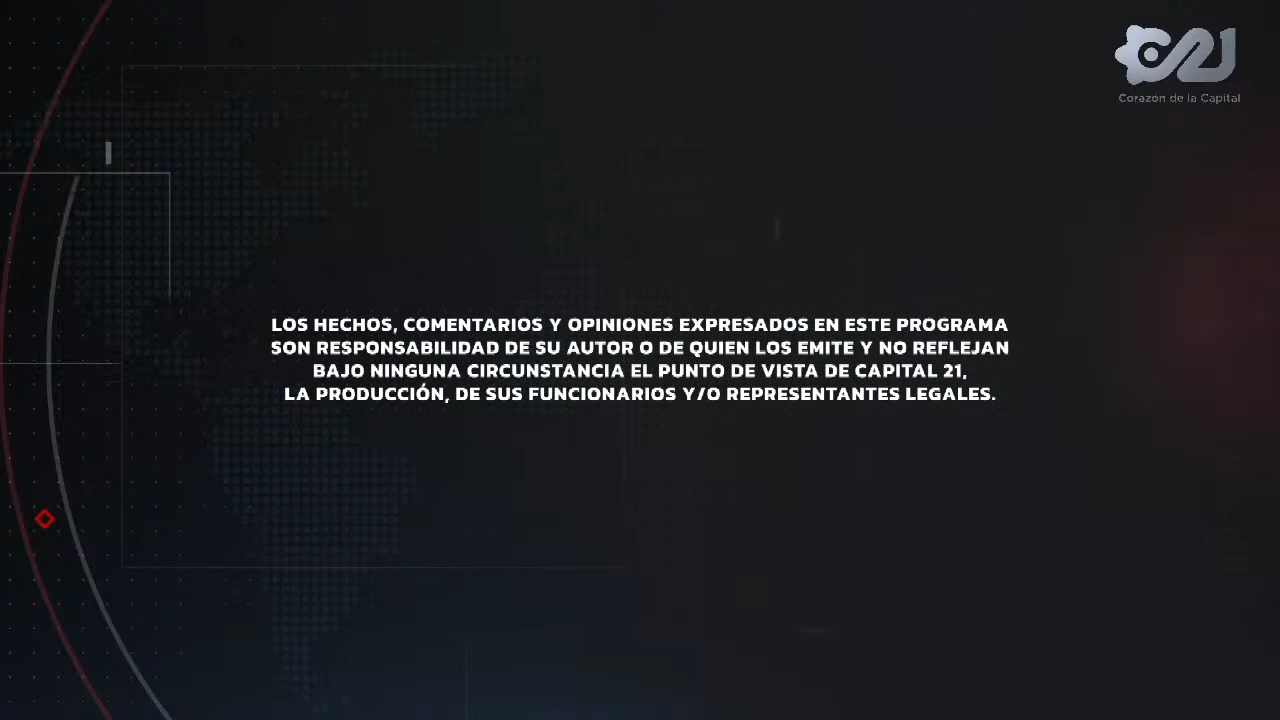 C21
Corazón de la Capital
LOS HECHOS, COMENTARIOS Y OPINIONES EXPRESADOS EN ESTE PROGRAMA
SON RESPONSABILIDAD DE SU AUTOR O DE QUIEN LOS EMITE Y NO REFLEJAN
BAJO NINGUNA CIRCUNSTANCIA EL PUNTO DE VISTA DE CAPITAL 21,
LA PRODUCCIÓN, DE SUS FUNCIONARIOS Y/O REPRESENTANTES LEGALES.